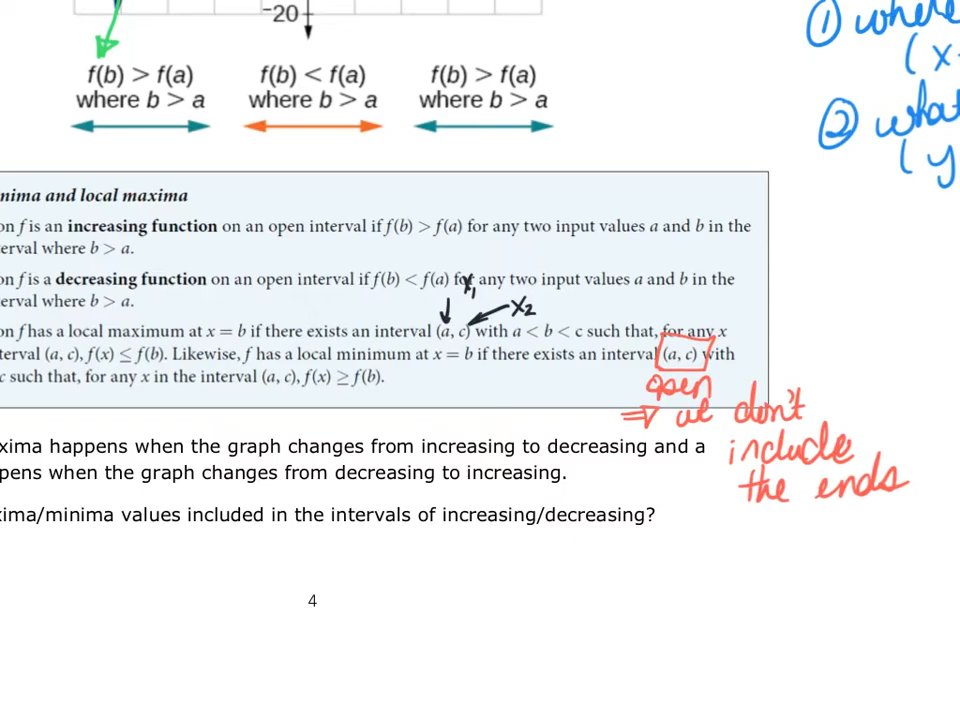 -20
① where
(x-
② what
(y
f(b) > f(a)
where b > a
f(b) < f(a)
where b > a
f(b) > f(a)
where b > a
nima and local maxima
on f is an increasing function on an open interval if f(b) > f(a) for any two input values a and b in the
erval where b > a.
on f is a decreasing function on an open interval if f(b) < f(a) for any two input values a and b in the
erval where b > a.
x₁
x₂
on f has a local maximum at x = b if there exists an interval (a, c) with a < b < c such that, for any x
terval (a, c), f(x) ≤ f(b). Likewise, f has a local minimum at x = b if there exists an interval (a, c) with
c such that, for any x in the interval (a, c), f(x) ≥ f(b).
open
⇒ don't
include
the ends
xima happens when the graph changes from increasing to decreasing and a
pens when the graph changes from decreasing to increasing.
xima/minima values included in the intervals of increasing/decreasing?
4